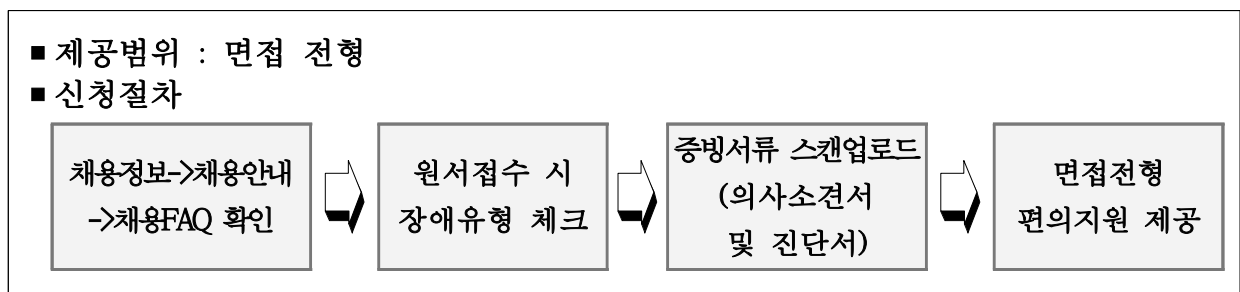 ■ 제공범위 : 면접 전형
■ 신청절차
채용정보->채용안내
->채용FAQ 확인
원서접수 시
장애유형 체크
증빙서류 스캔업로드
(의사소견서
및 진단서)
면접전형
편의지원 제공